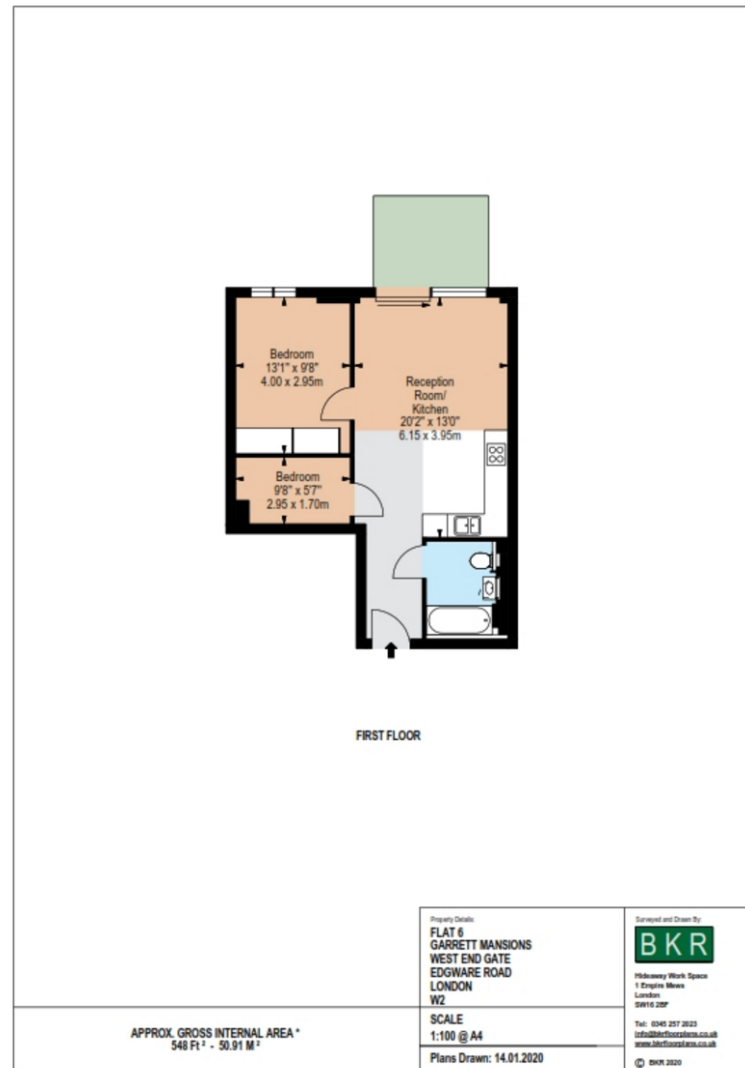 Bedroom
13'1" x 9'8"
4.00 x 2.95m
Reception
Room/
Kitchen
20'2" x 13'0"
6.15 x 3.95m
Bedroom
9'8" x 5'7"
2.95 x 1.70m
FIRST FLOOR
APPROX. GROSS INTERNAL AREA *
548 Ft ² - 50.91 M ²
Property Details:
FLAT 6
GARRETT MANSIONS
WEST END GATE
EDGWARE ROAD
LONDON
W2
SCALE
1:100 @ A4
Plans Drawn: 14.01.2020
Surveyed and Drawn By:
BKR
Hideaway Work Space
1 Empire Mews
London
SW16 2BF
Tel: 0345 257 2023
info@bkrfloorplans.co.uk
www.bkrfloorplans.co.uk
© BKR 2020